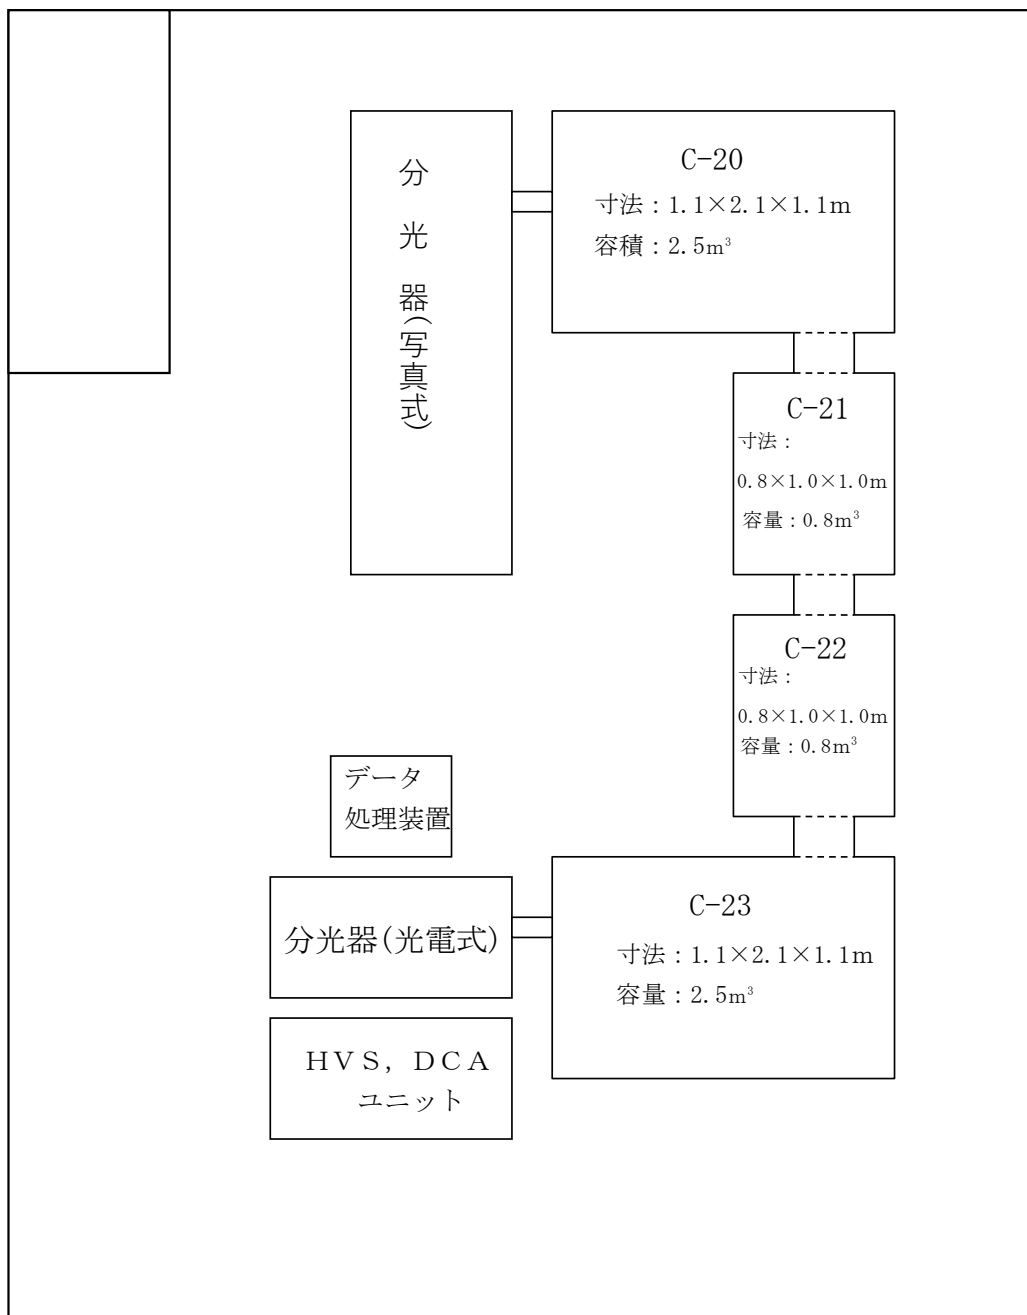 分光器(写真式)
C-20
寸法：1.1×2.1×1.1m
容積：2.5m³
C-21
寸法：
0.8×1.0×1.0m
容量：0.8m³
C-22
寸法：
0.8×1.0×1.0m
容量：0.8m³
データ
処理装置
分光器(光電式)
C-23
寸法：1.1×2.1×1.1m
容量：2.5m³
ＨＶＳ，ＤＣＡ
ユニット